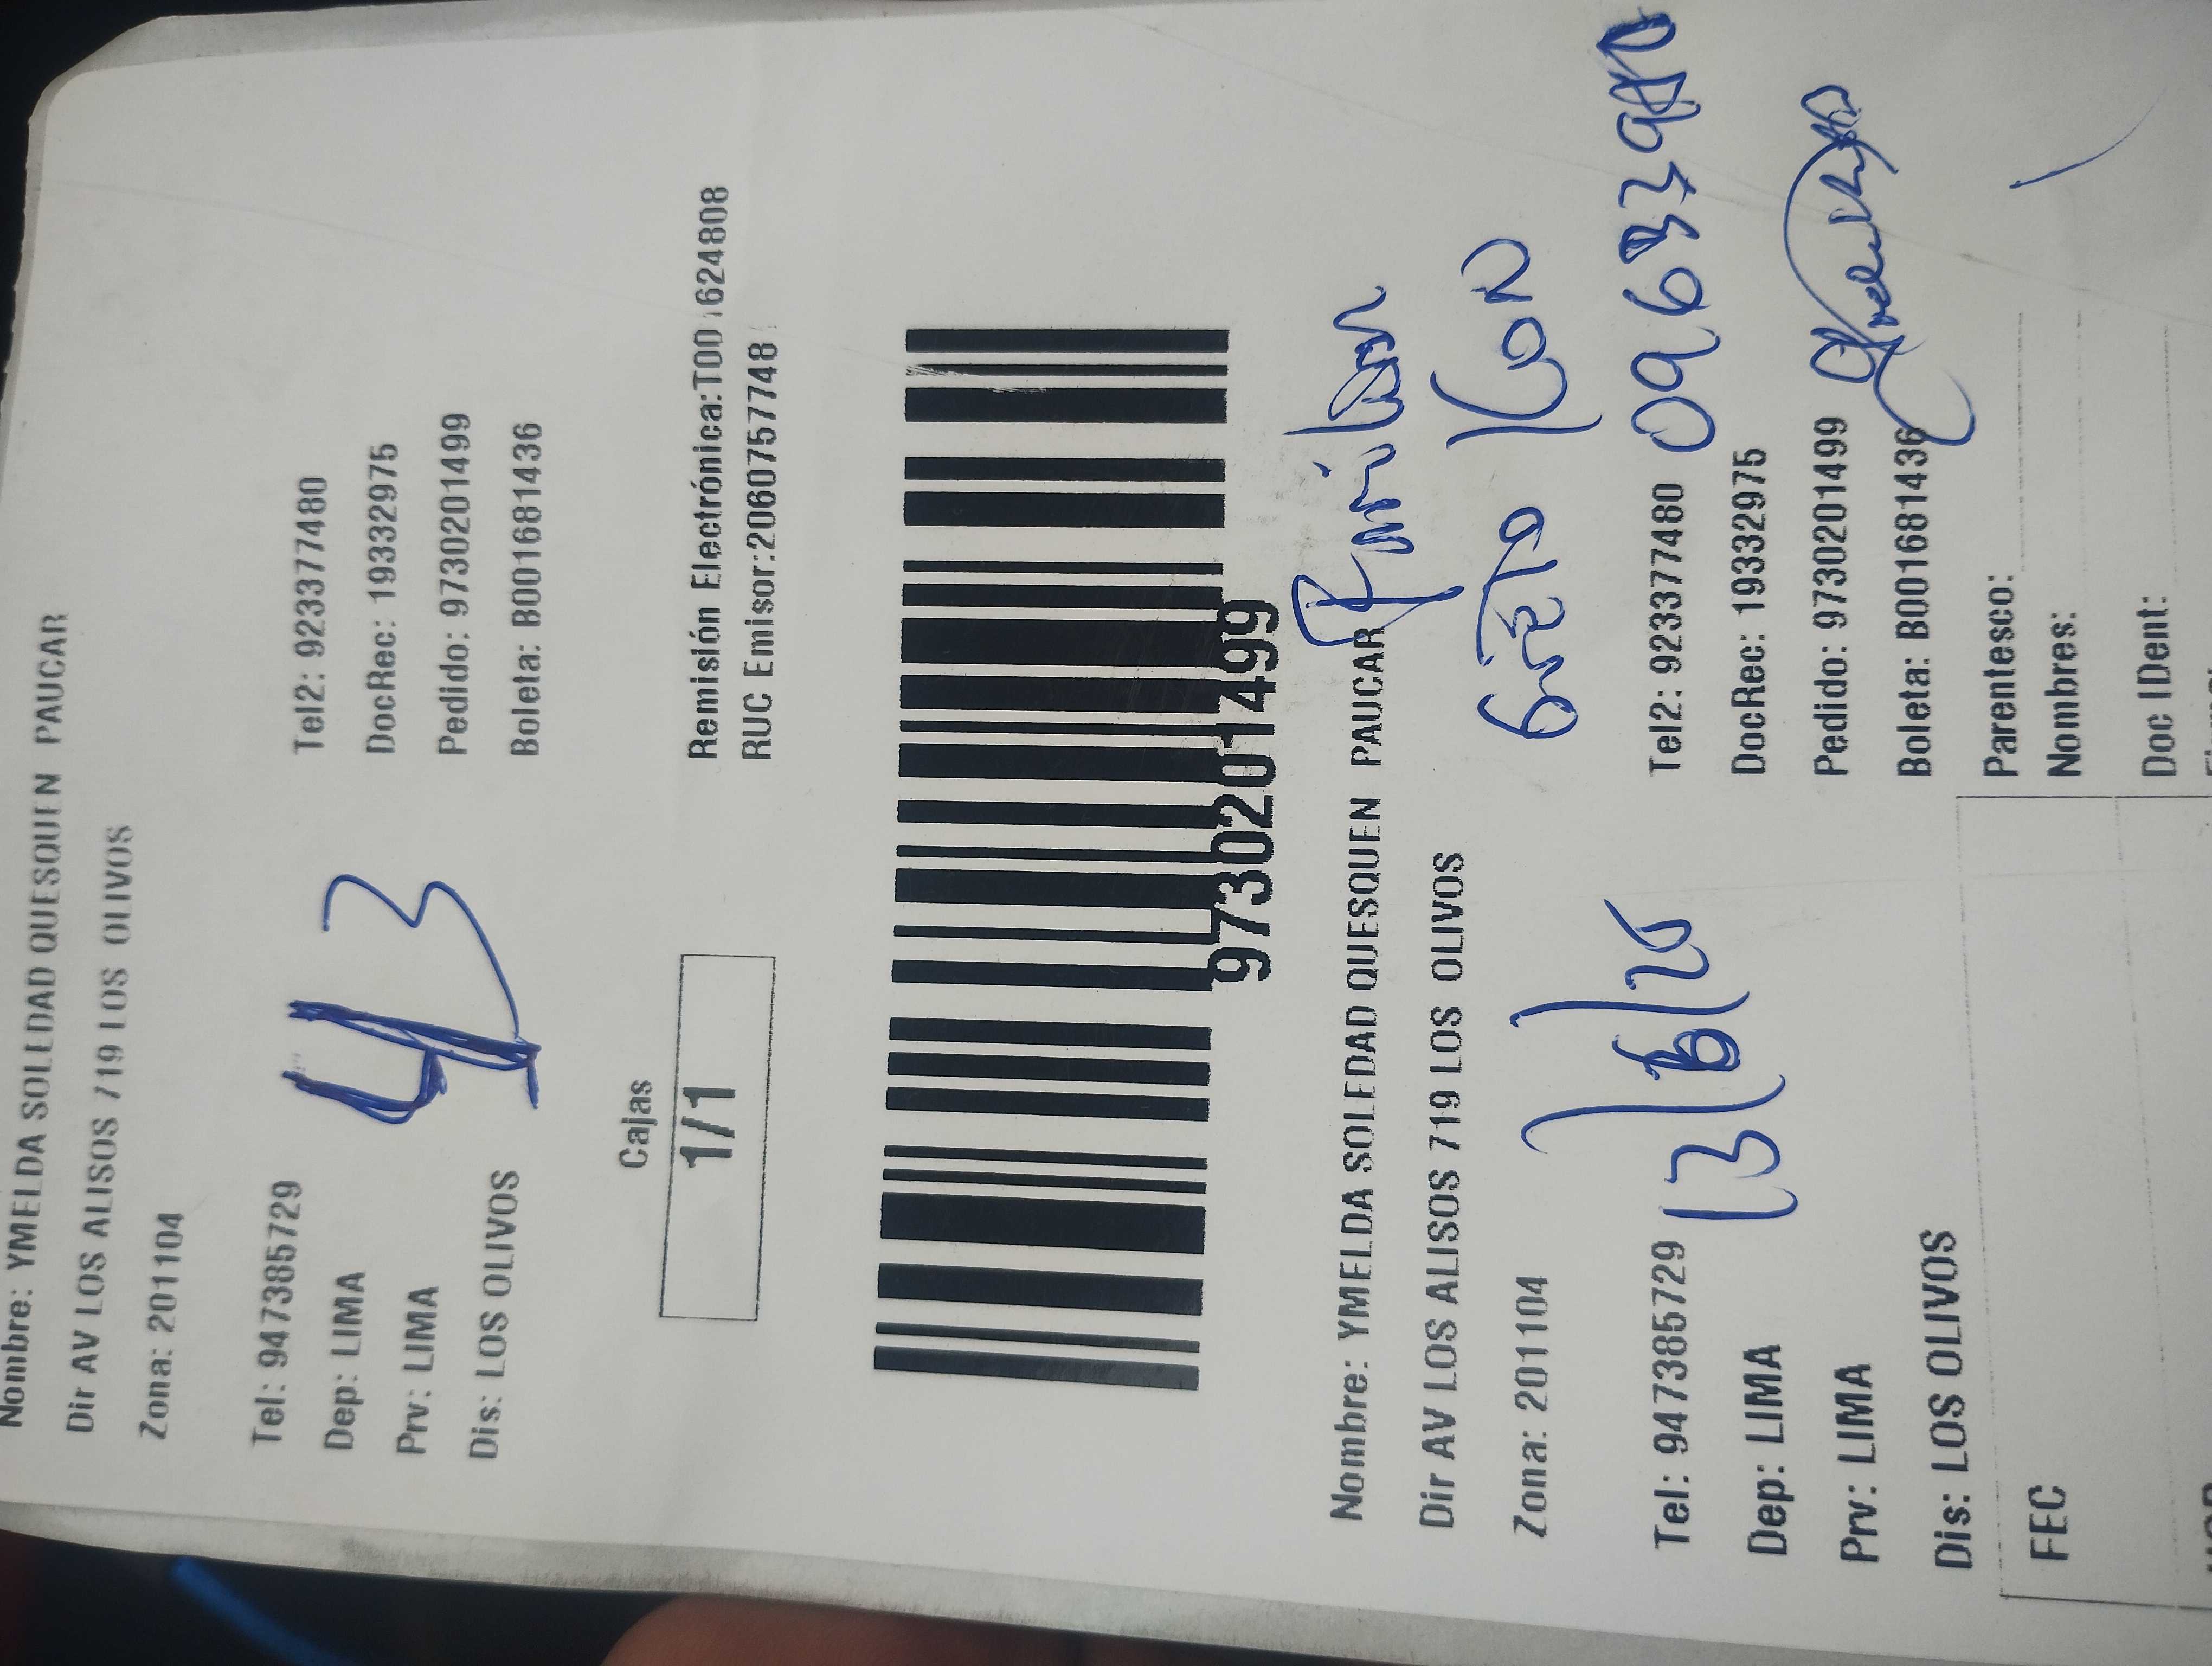 Nombre: YMELDA SOLEDAD QUESQUEN PAUCAR
Dir AV LOS ALISOS 719 LOS OLIVOS
Zona: 201104
Tel: 947385729 Tel2: 923377480
Dep: LIMA DocRec: 19332975
Prv: LIMA Pedido: 9730201499
Dis: LOS OLIVOS Boleta: B001681436
43
Cajas
1/1
Remisión Electrónica:T00 624808
RUC Emisor:20607577481
9730201499
Nombre: YMELDA SOLEDAD QUESQUEN PAUCAR
Dir AV LOS ALISOS 719 LOS OLIVOS
Zona: 201104
Tel: 947385729 Tel2: 923377480
13/6/25
Dep: LIMA DocRec: 19332975
Prv: LIMA Pedido: 9730201499
Dis: LOS OLIVOS Boleta: B001681436
FEC Parentesco:
Nombres:
Doc IDent: